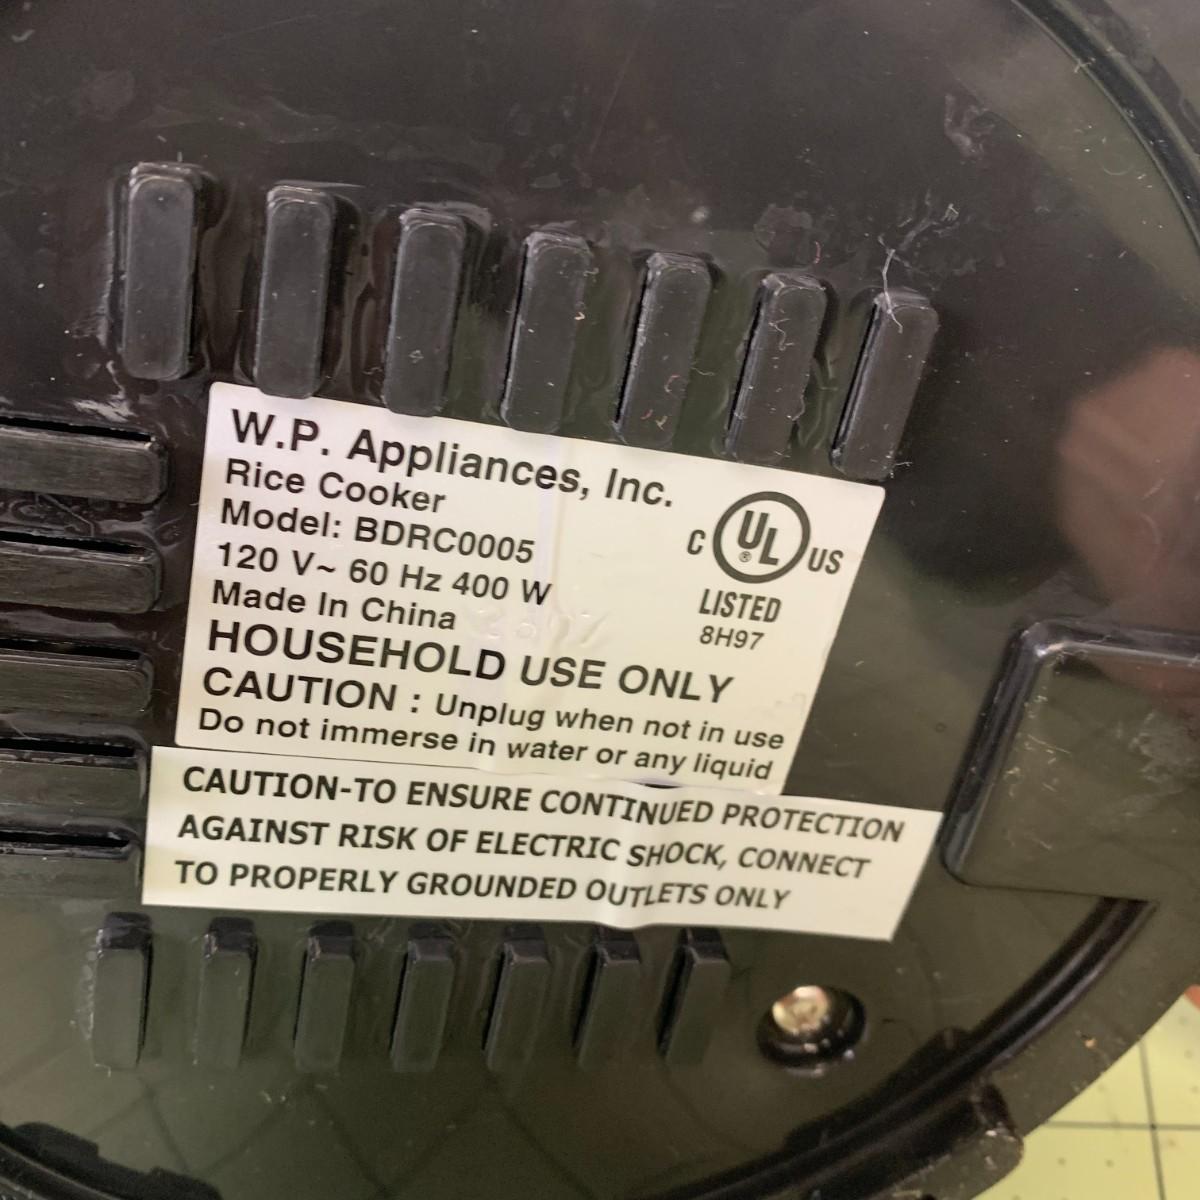 W.P. Appliances, Inc.
Rice Cooker
Model: BDRC0005
120 V~ 60 Hz 400 W
Made In China
C UL ® US
LISTED
8H97
HOUSEHOLD USE ONLY
CAUTION : Unplug when not in use
Do not immerse in water or any liquid
CAUTION-TO ENSURE CONTINUED PROTECTION
AGAINST RISK OF ELECTRIC SHOCK, CONNECT
TO PROPERLY GROUNDED OUTLETS ONLY